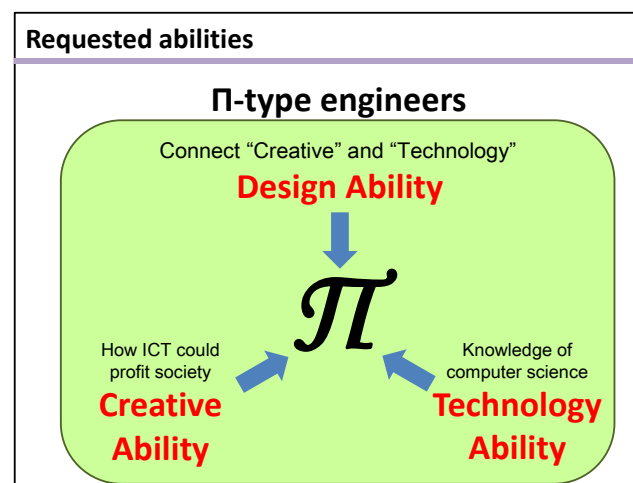 Requested abilities
Π-type engineers
Connect “Creative” and “Technology”
Design Ability
π
How ICT could
profit society
Creative
Ability
Knowledge of
computer science
Technology
Ability